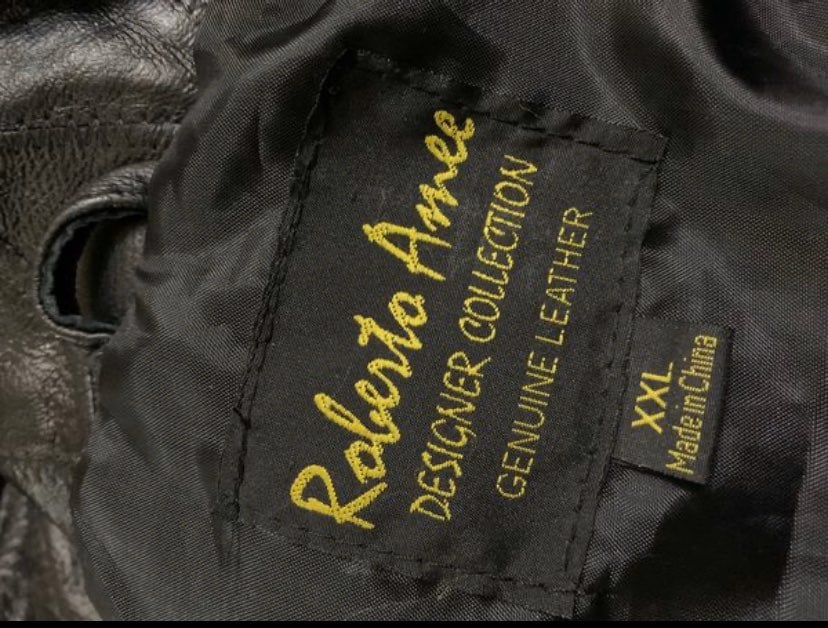 Roberto Amee
DESIGNER COLLECTION
GENUINE LEATHER
XXL
Made in China